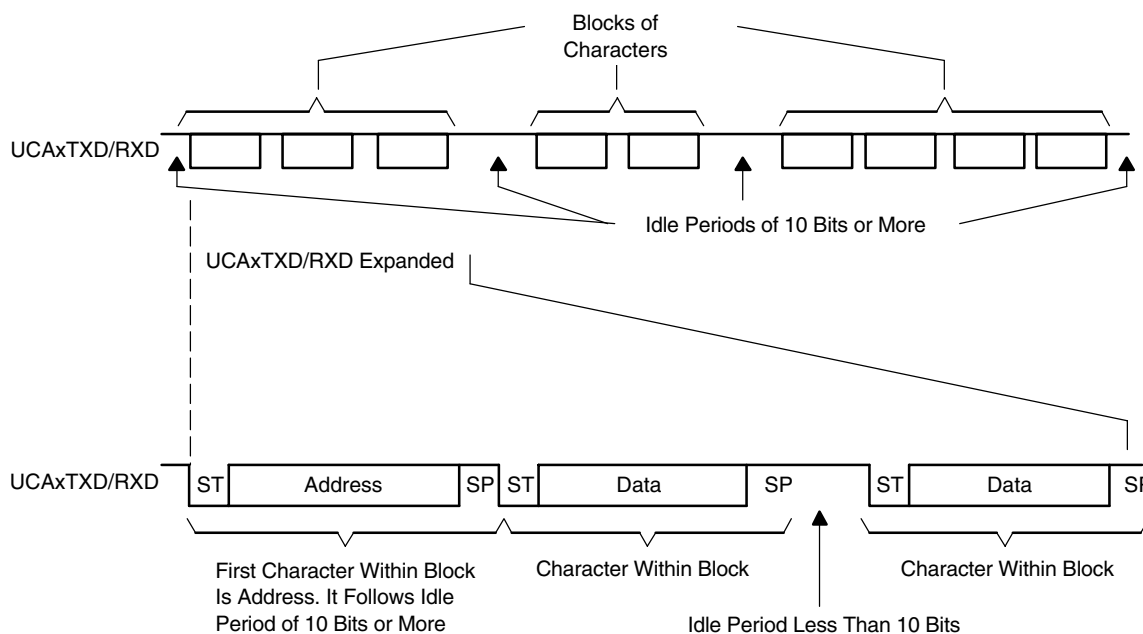 Blocks of
Characters
UCAxTXD/RXD
Idle Periods of 10 Bits or More
UCAxTXD/RXD Expanded
UCAxTXD/RXD
ST
Address
SP
ST
Data
SP
ST
Data
SP
First Character Within Block
Is Address. It Follows Idle
Period of 10 Bits or More
Character Within Block
Character Within Block
Idle Period Less Than 10 Bits